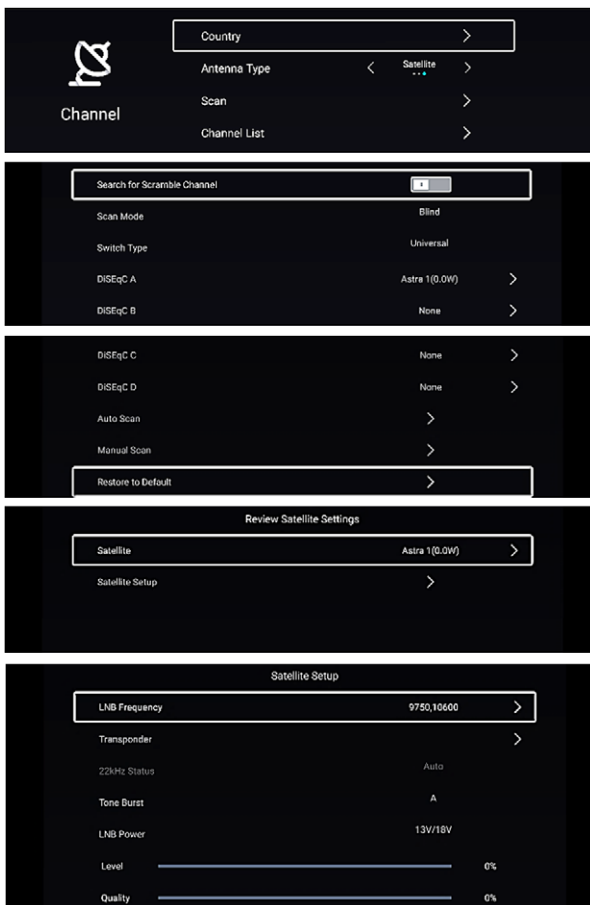 Country
Antenna Type Satellite
Channel
Scan
Channel List
Search for Scramble Channel
Scan Mode Blind
Switch Type Universal
DiSEqC A Astra 1(0.0W)
DiSEqC B None
DiSEqC C None
DiSEqC D None
Auto Scan
Manual Scan
Restore to Default
Review Satellite Settings
Satellite Astra 1(0.0W)
Satellite Setup
Satellite Setup
LNB Frequency 9750,10600
Transponder
22kHz Status Auto
Tone Burst A
LNB Power 13V/18V
Level 0%
Quality 0%